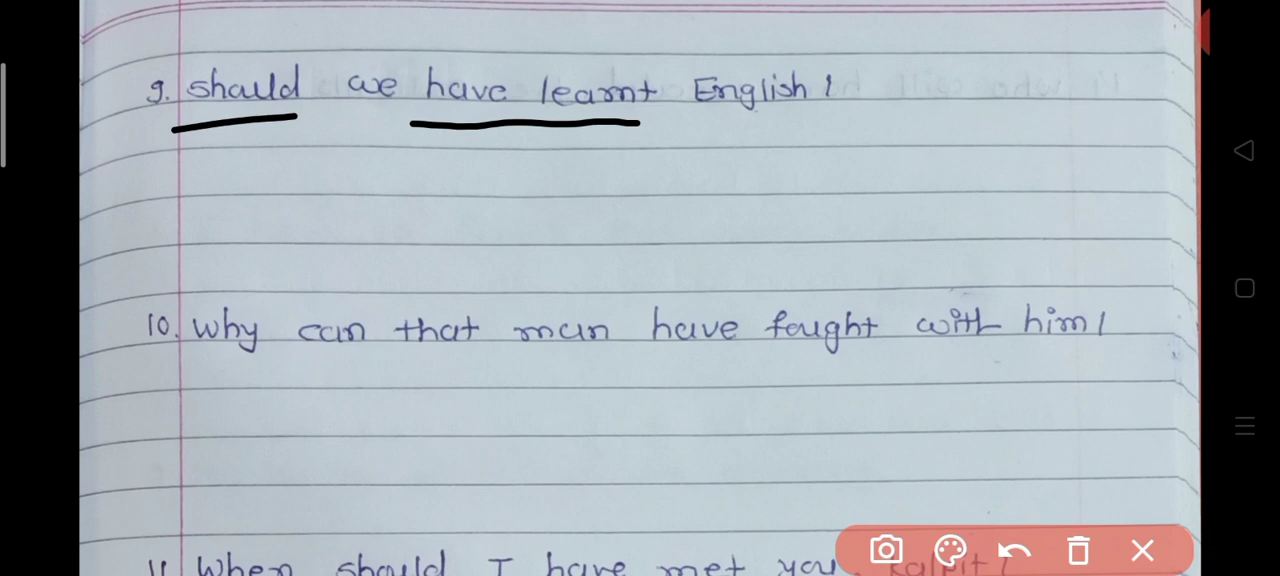 9. should we have learnt English?
10. why can that man have fought with him?
11. When should I have met you, Kalpit?